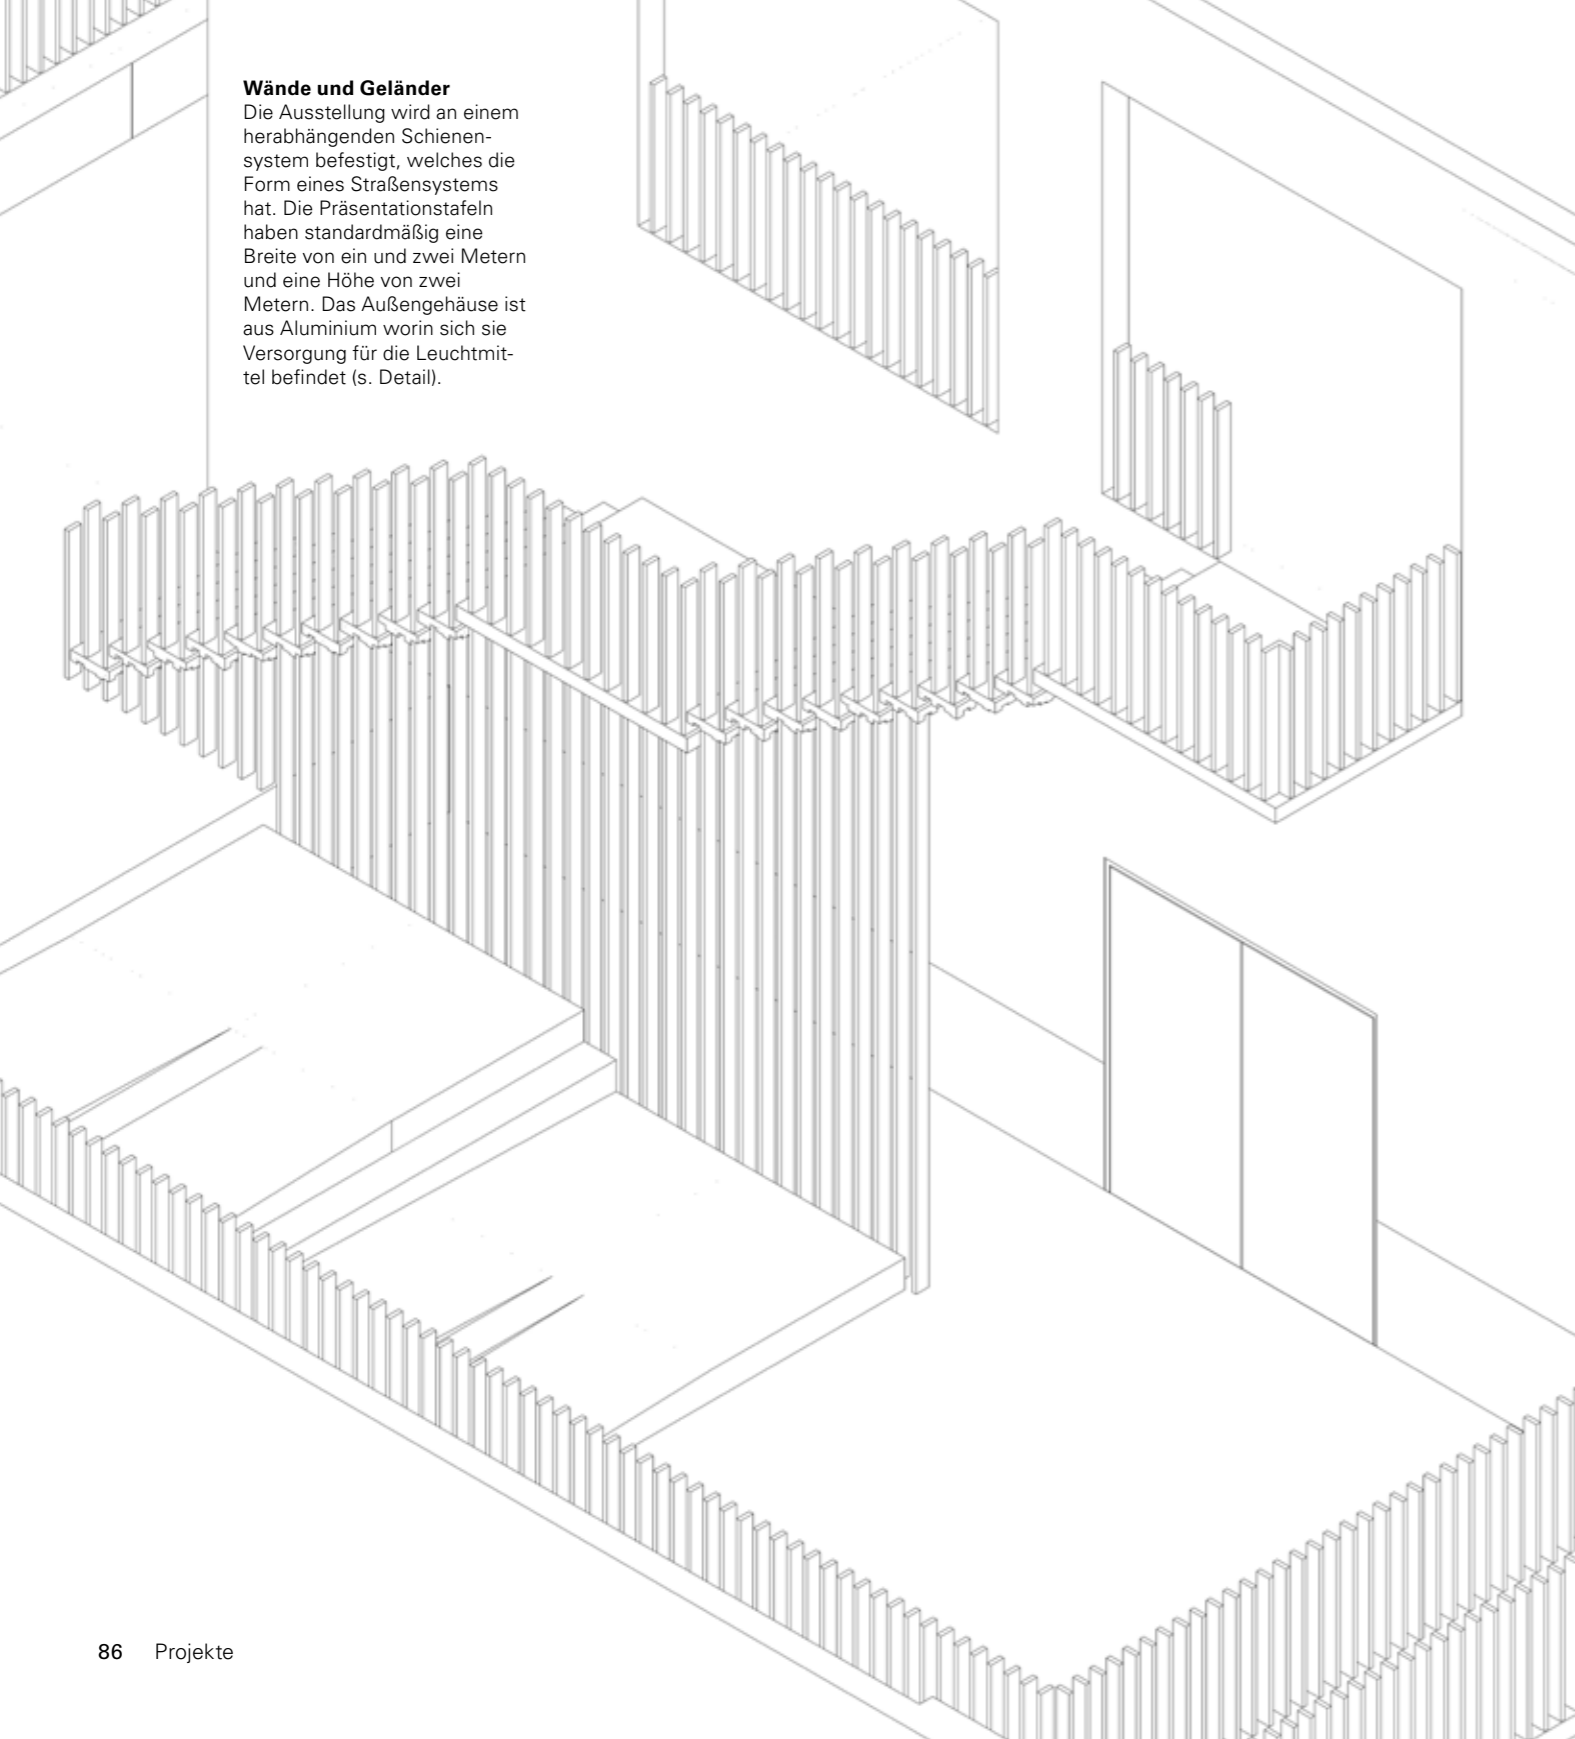 Wände und Geländer
Die Ausstellung wird an einem
herabhängenden Schienen-
system befestigt, welches die
Form eines Straßensystems
hat. Die Präsentationstafeln
haben standardmäßig eine
Breite von ein und zwei Metern
und eine Höhe von zwei
Metern. Das Außengehäuse ist
aus Aluminium worin sich sie
Versorgung für die Leuchtmit-
tel befindet (s. Detail).
86 Projekte